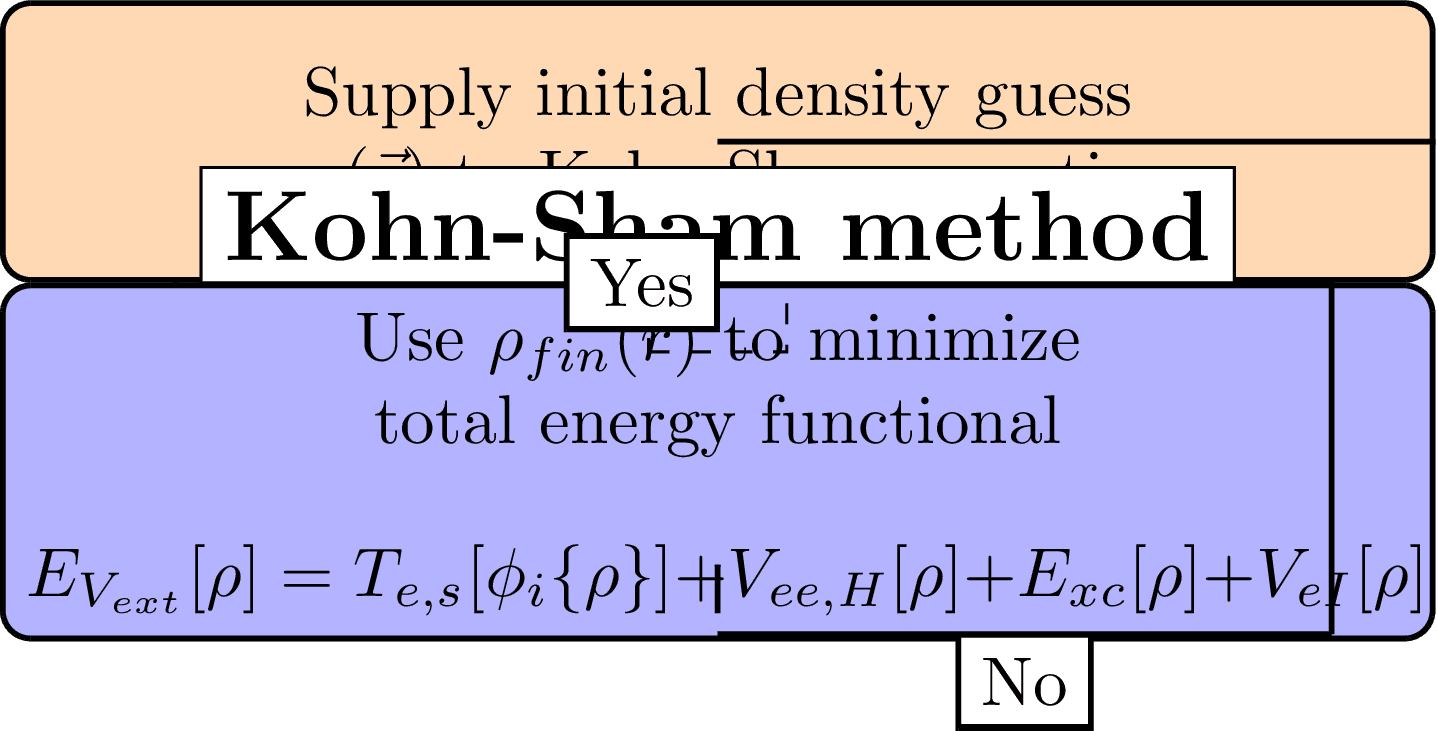 Supply initial density guess
Kohn-Sham method
Yes
Use $\rho_{fin}(\vec{r})$ to minimize
total energy functional
$E_{V_{ext}}[\rho] = T_{e,s}[\phi_i\{\rho\}] + V_{ee,H}[\rho] + E_{xc}[\rho] + V_{eI}[\rho]$
No